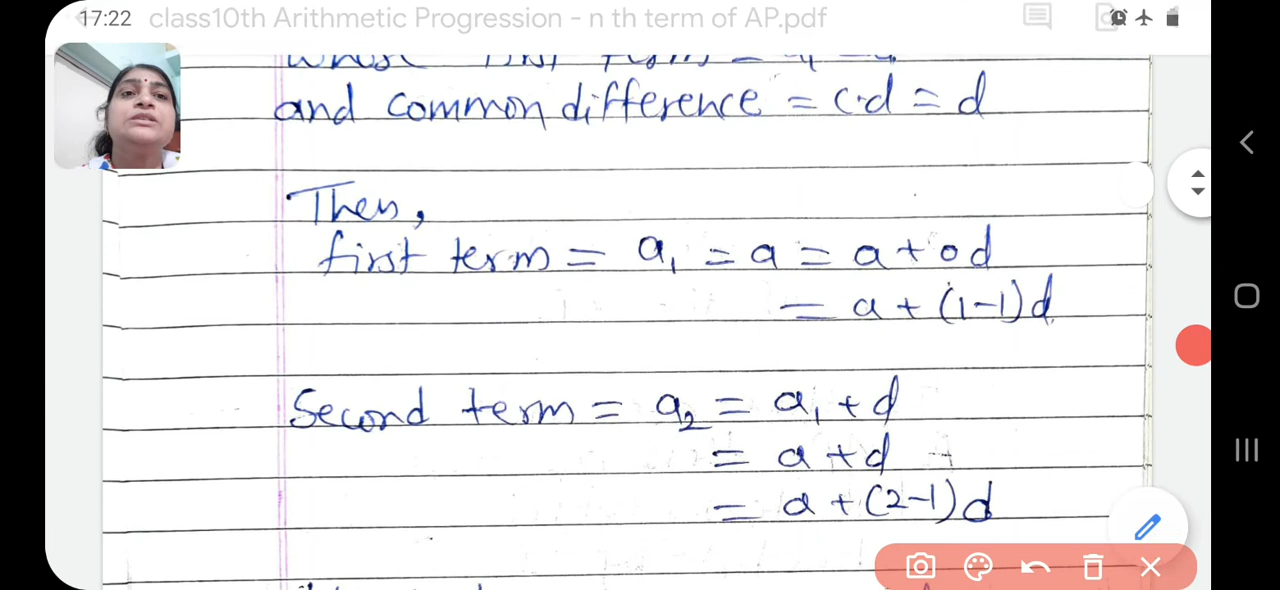 17:22 class10th Arithmetic Progression - n th term of AP.pdf
and common difference = c.d = d
Then,
first term = a₁ = a = a + 0d
= a + (1-1)d
Second term = a₂ = a₁ + d
= a + d
= a + (2-1)d